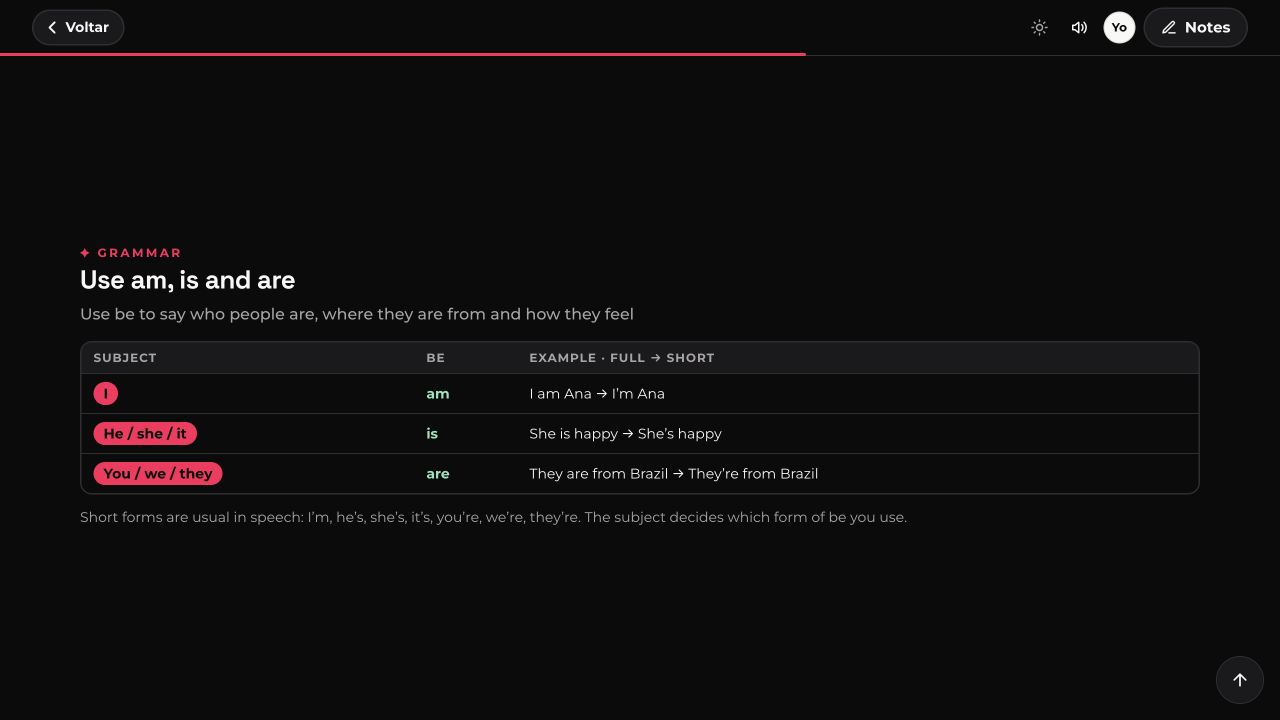 Voltar
Yo
Notes
GRAMMAR
Use am, is and are
Use be to say who people are, where they are from and how they feel
SUBJECT BE EXAMPLE · FULL → SHORT
I am I am Ana → I’m Ana
He / she / it is She is happy → She’s happy
You / we / they are They are from Brazil → They’re from Brazil
Short forms are usual in speech: I’m, he’s, she’s, it’s, you’re, we’re, they’re. The subject decides which form of be you use.